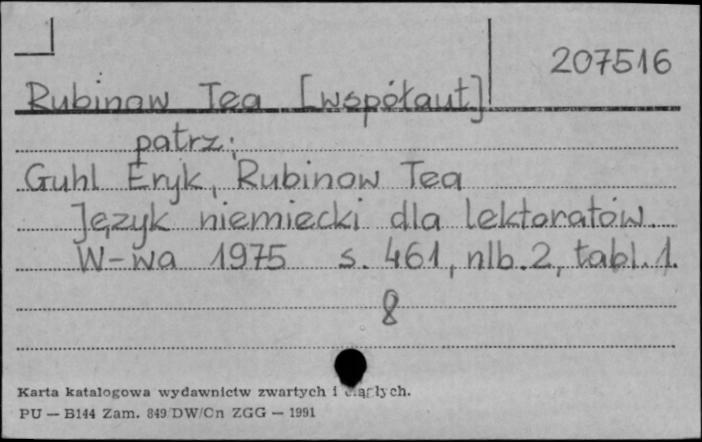 207516
Rubinow Tea [współaut]
patrz:
Guhl Eryk, Rubinow Tea
Język niemiecki dla lektoratów.
W-wa 1975 s. 461, nlb. 2, tabl. 1.
8
Karta katalogowa wydawnictw zwartych i ciągłych.
PU — B144 Zam. 849/DW/Cn ZGG — 1991